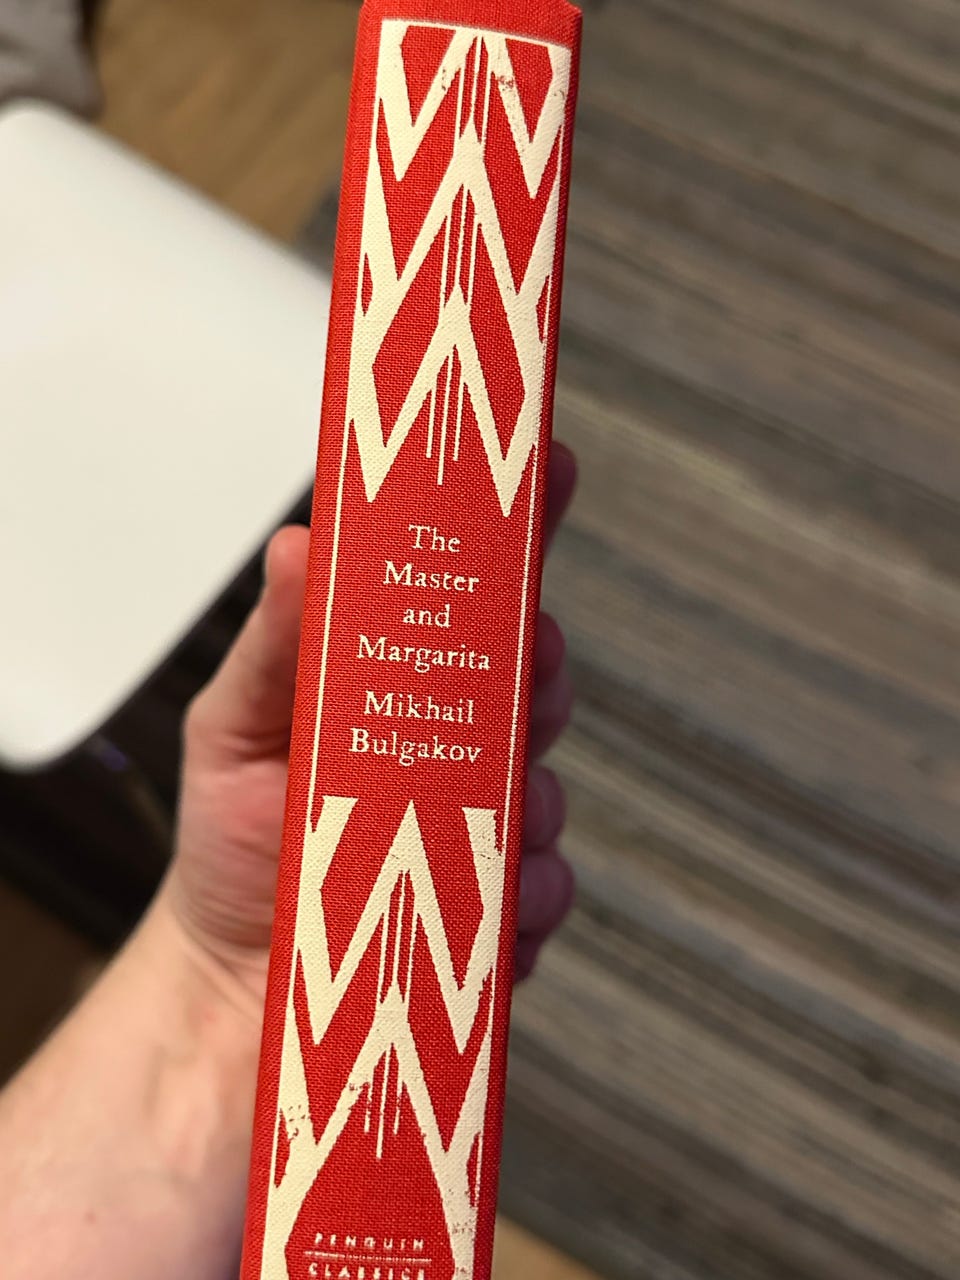 The
Master
and
Margarita
Mikhail
Bulgakov
PENGUIN
CLASSICS